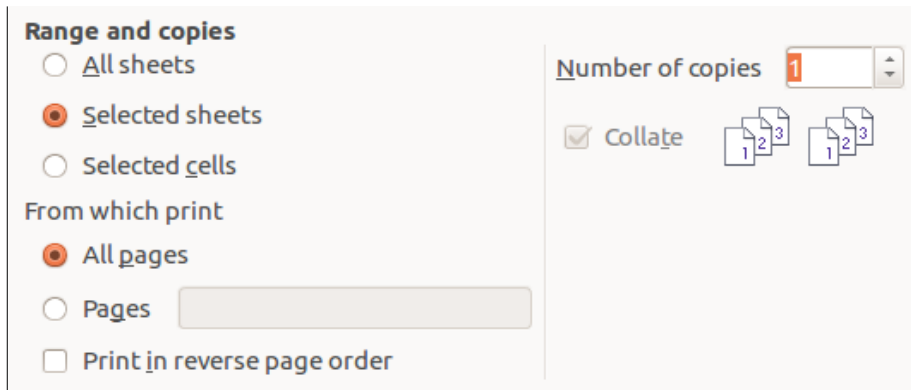 Range and copies
All sheets
Selected sheets
Selected cells
From which print
All pages
Pages
Print in reverse page order
Number of copies 1
Collate 1 2 3 1 2 3